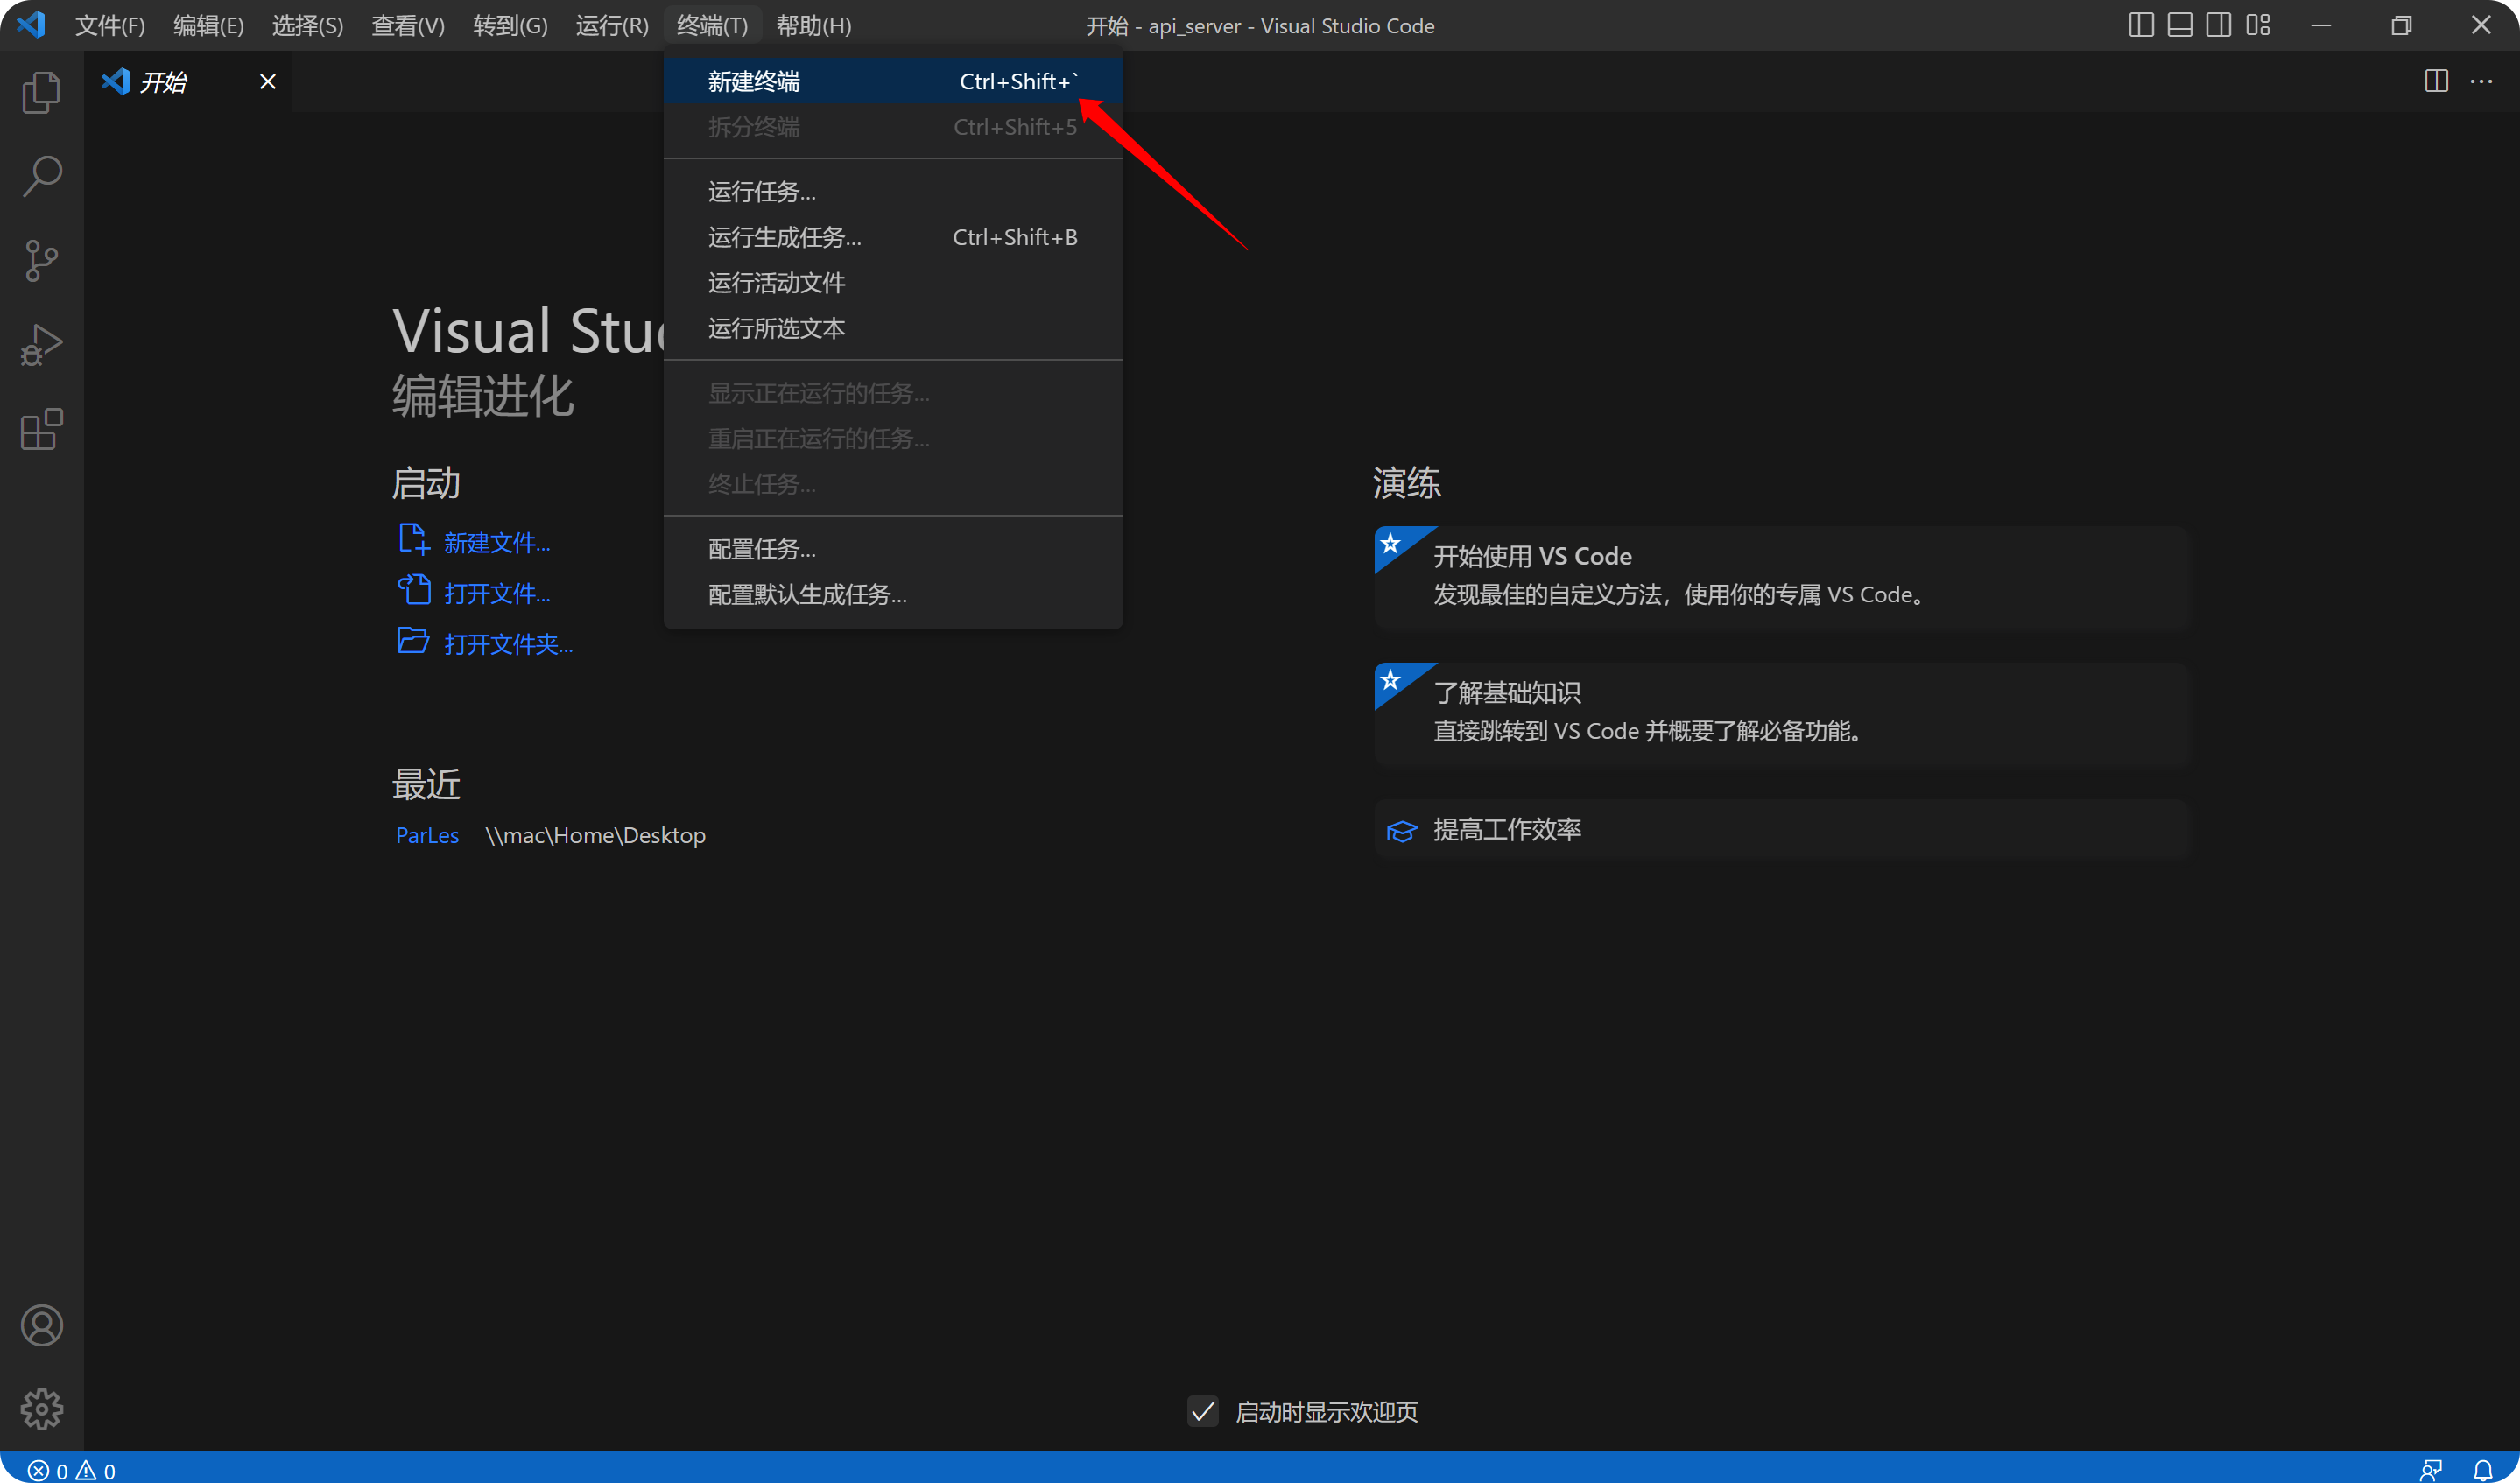 文件(F) 编辑(E) 选择(S) 查看(V) 转到(G) 运行(R) 终端(T) 帮助(H) 开始 - api_server - Visual Studio Code
开始
新建终端 Ctrl+Shift+`
拆分终端 Ctrl+Shift+5
运行任务...
运行生成任务... Ctrl+Shift+B
运行活动文件
运行所选文本
显示正在运行的任务...
重启正在运行的任务...
终止任务...
配置任务...
配置默认生成任务...
Visual Stu
编辑进化
启动
新建文件...
打开文件...
打开文件夹...
最近
ParLes \\mac\Home\Desktop
演练
开始使用 VS Code
发现最佳的自定义方法，使用你的专属 VS Code。
了解基础知识
直接跳转到 VS Code 并概要了解必备功能。
提高工作效率
启动时显示欢迎页
0 0